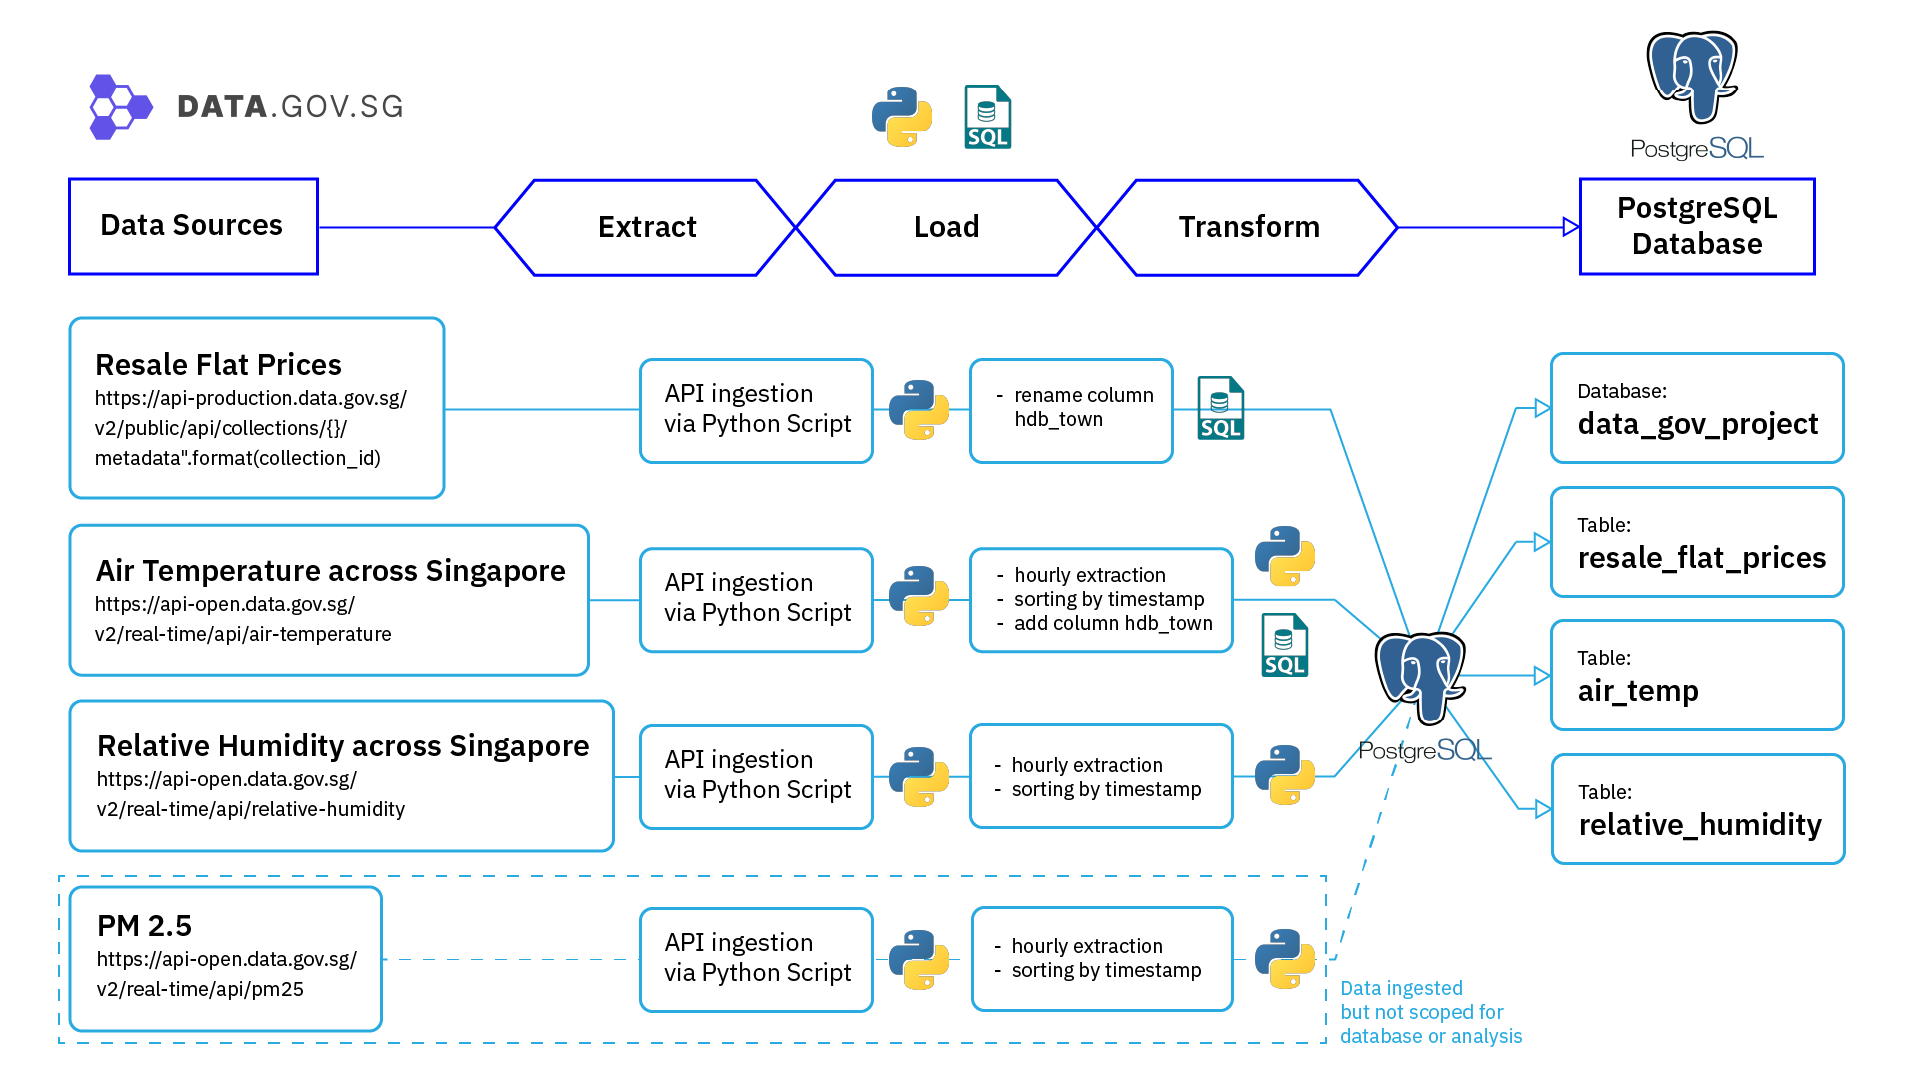 DATA.GOV.SG
SQL
PostgreSQL
Data Sources
Extract
Load
Transform
PostgreSQL
Database
Resale Flat Prices
https://api-production.data.gov.sg/
v2/public/api/collections/{}/
metadata".format(collection_id)
API ingestion
via Python Script
- rename column
hdb_town
SQL
Database:
data_gov_project
Air Temperature across Singapore
https://api-open.data.gov.sg/
v2/real-time/api/air-temperature
API ingestion
via Python Script
- hourly extraction
- sorting by timestamp
- add column hdb_town
SQL
Table:
resale_flat_prices
Table:
air_temp
PostgreSQL
Relative Humidity across Singapore
https://api-open.data.gov.sg/
v2/real-time/api/relative-humidity
API ingestion
via Python Script
- hourly extraction
- sorting by timestamp
Table:
relative_humidity
PM 2.5
https://api-open.data.gov.sg/
v2/real-time/api/pm25
API ingestion
via Python Script
- hourly extraction
- sorting by timestamp
Data ingested
but not scoped for
database or analysis